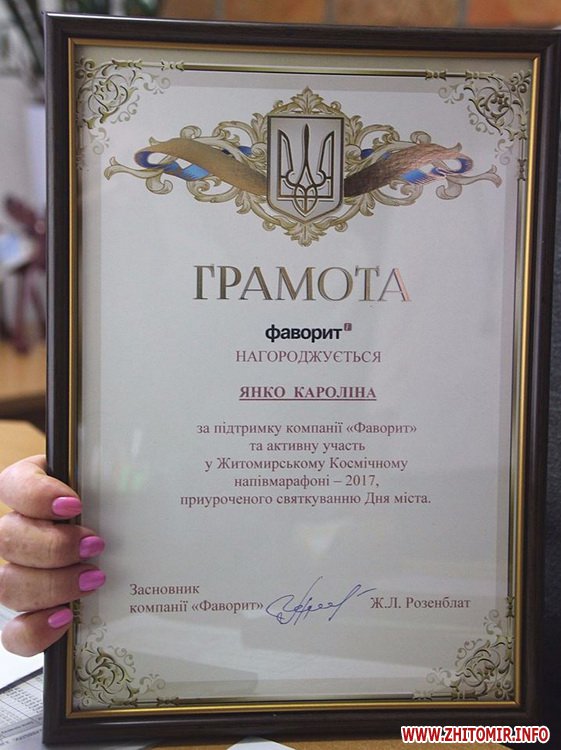 ГРАМОТА
фаворит
НАГОРОДЖУЄТЬСЯ
ЯНКО КАРОЛІНА
за підтримку компанії «Фаворит»
та активну участь
у Житомирському Космічному
напівмарафоні – 2017,
приуроченого святкуванню Дня міста.
Засновник
компанії «Фаворит» Ж.Л. Розенблат
WWW.ZHITOMIR.INFO